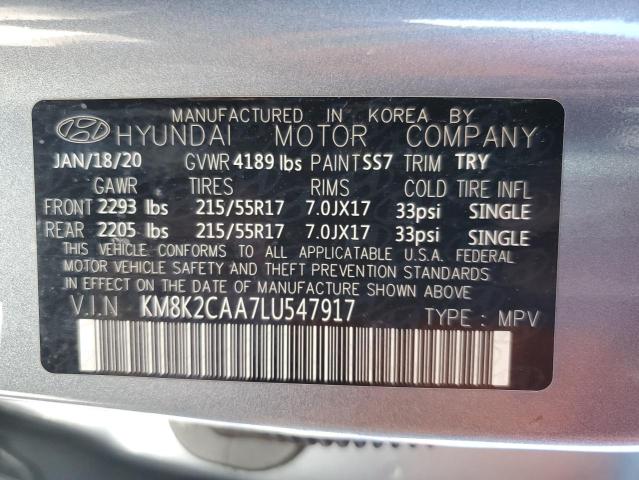 MANUFACTURED IN KOREA BY
HYUNDAI MOTOR COMPANY
JAN/18/20 GVWR 4189 lbs PAINT SS7 TRIM TRY
GAWR TIRES RIMS COLD TIRE INFL
FRONT 2293 lbs 215/55R17 7.0JX17 33psi SINGLE
REAR 2205 lbs 215/55R17 7.0JX17 33psi SINGLE
THIS VEHICLE CONFORMS TO ALL APPLICABLE U.S.A. FEDERAL
MOTOR VEHICLE SAFETY AND THEFT PREVENTION STANDARDS
IN EFFECT ON THE DATE OF MANUFACTURE SHOWN ABOVE
V.I.N KM8K2CAA7LU547917 TYPE : MPV